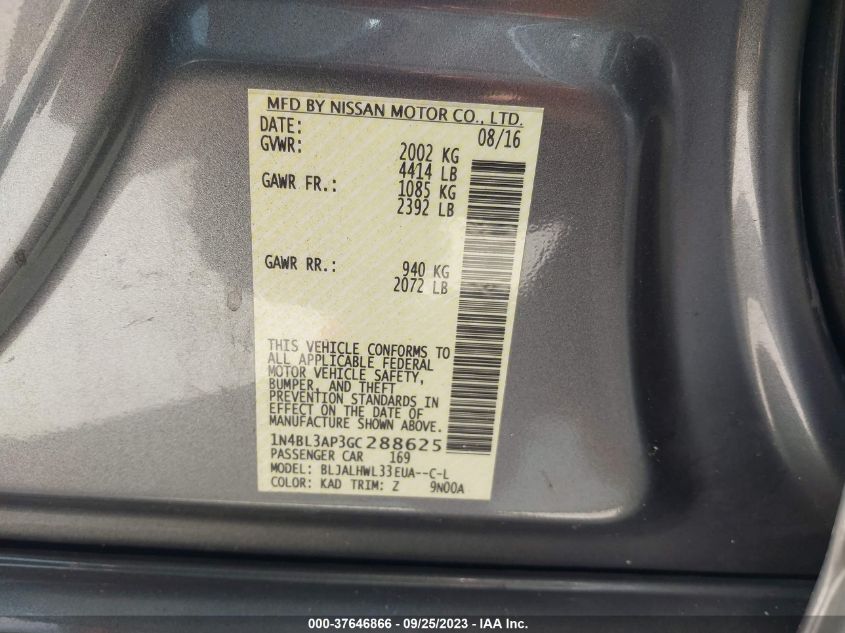 MFD BY NISSAN MOTOR CO., LTD.
DATE: 08/16
GVWR: 2002 KG
4414 LB
GAWR FR.: 1085 KG
2392 LB
GAWR RR.: 940 KG
2072 LB
THIS VEHICLE CONFORMS TO
ALL APPLICABLE FEDERAL
MOTOR VEHICLE SAFETY,
BUMPER, AND THEFT
PREVENTION STANDARDS IN
EFFECT ON THE DATE OF
MANUFACTURE SHOWN ABOVE.
1N4BL3AP3GC288625
PASSENGER CAR 169
MODEL: BLJALHWL33EUA--C-L
COLOR: KAD TRIM: Z 9N00A
000-37646866 - 09/25/2023 - © IAA, Inc.